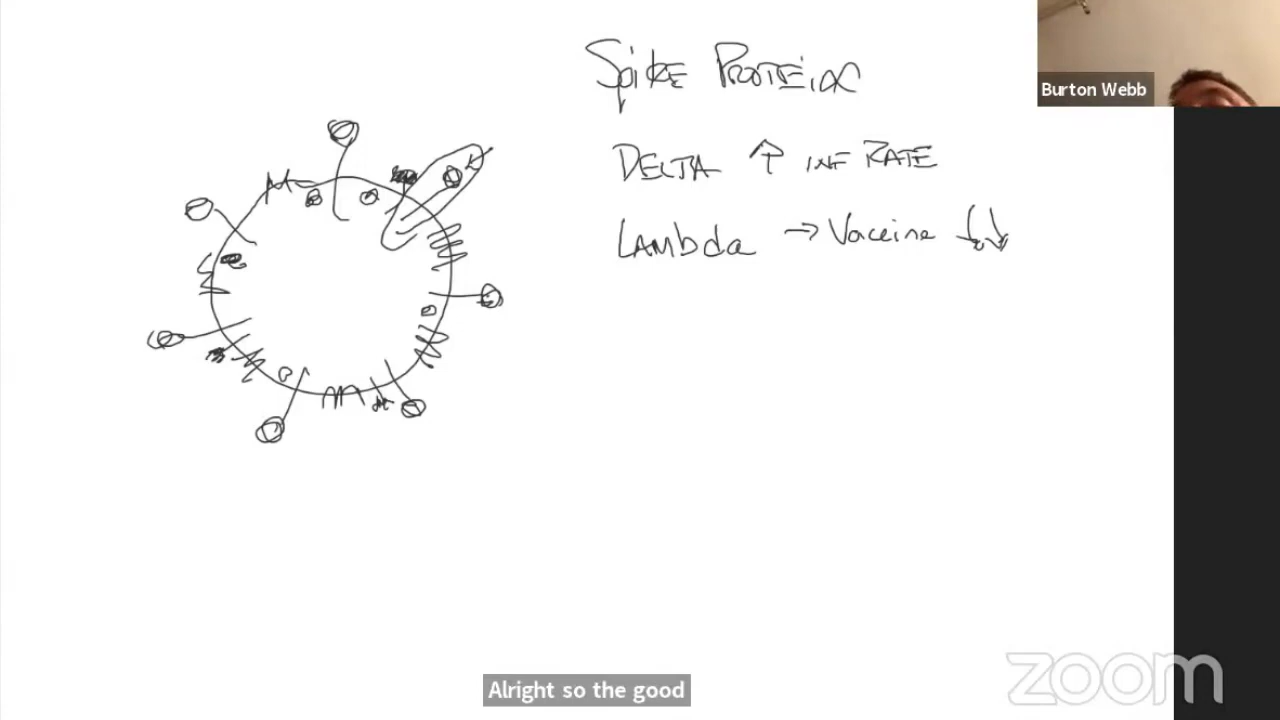 Spike PROTEIN
Burton Webb
DELTA ↑ INF RATE
LAMBda → Vaccine ↓↓
Alright so the good
zoom